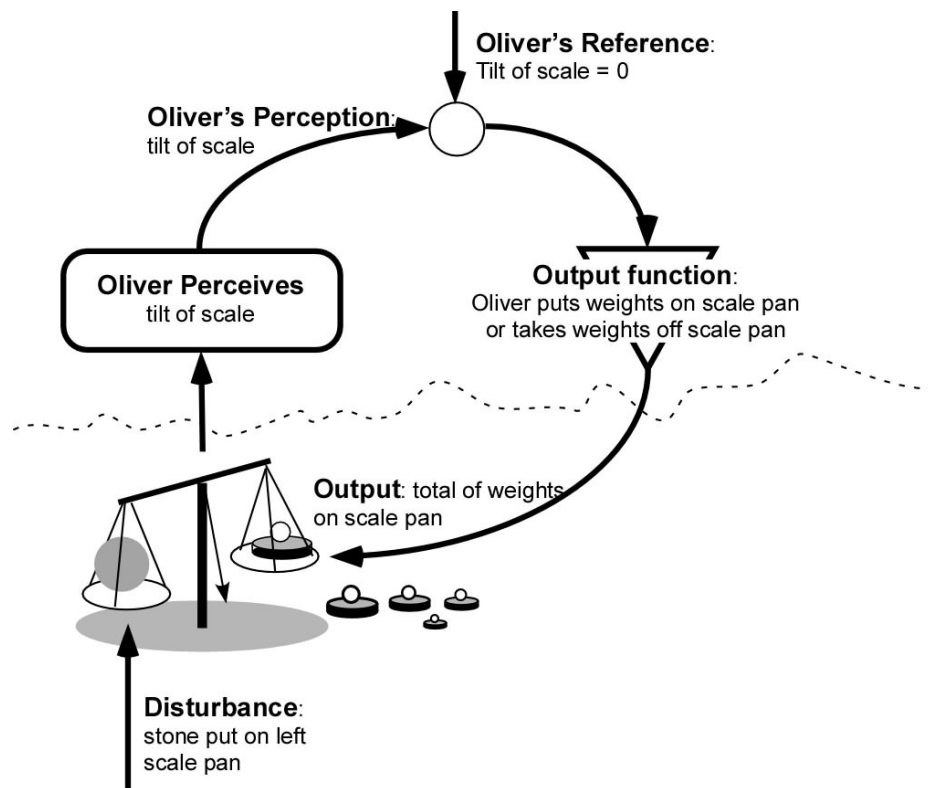 Oliver’s Reference:
Tilt of scale = 0
Oliver’s Perception:
tilt of scale
Oliver Perceives
tilt of scale
Output function:
Oliver puts weights on scale pan
or takes weights off scale pan
Output: total of weights
on scale pan
Disturbance:
stone put on left
scale pan